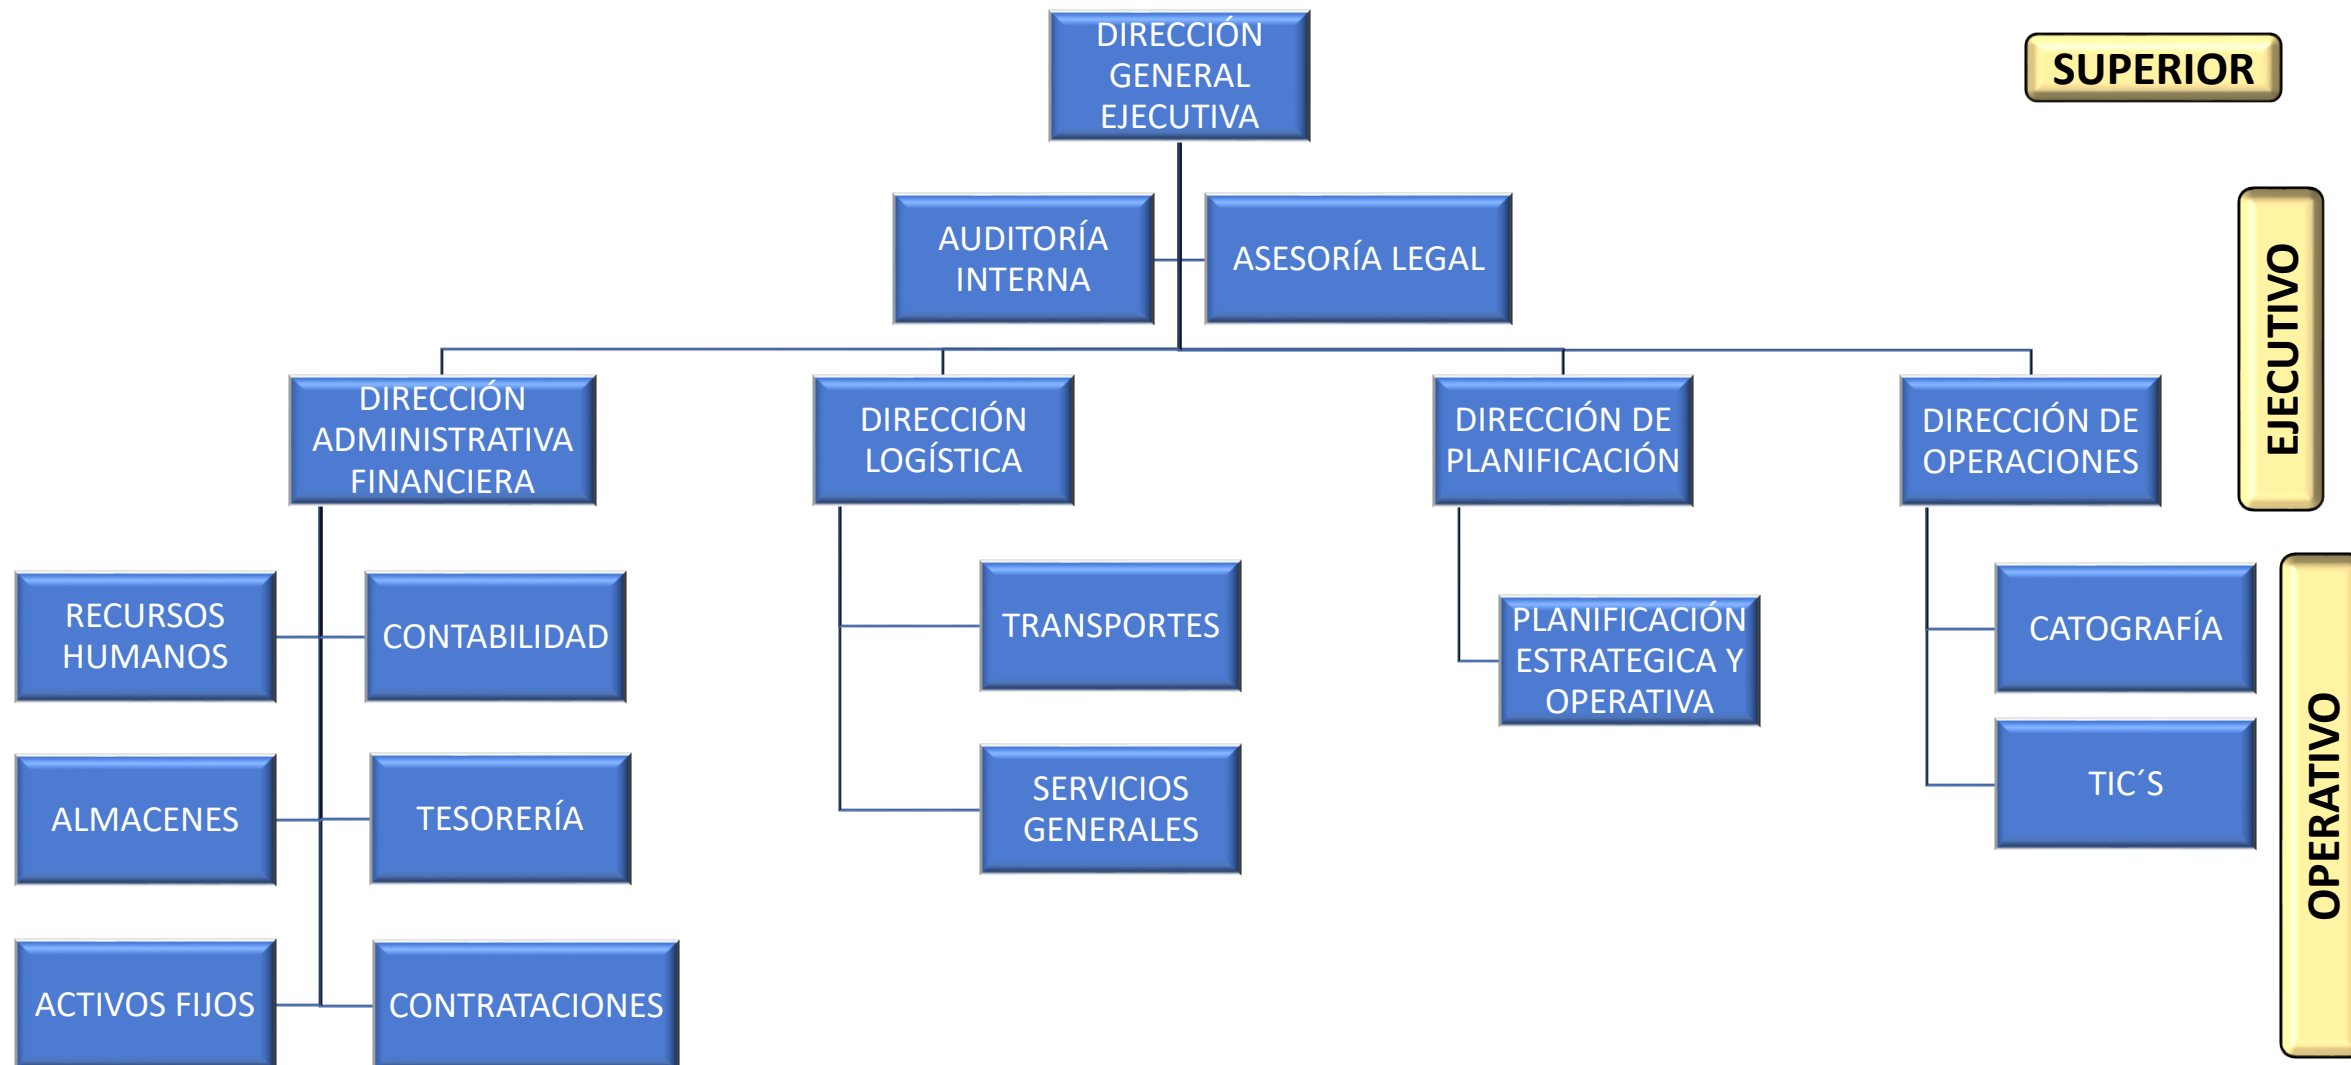 DIRECCIÓN
GENERAL
EJECUTIVA
SUPERIOR
AUDITORÍA
INTERNA
ASESORÍA LEGAL
EJECUTIVO
DIRECCIÓN
ADMINISTRATIVA
FINANCIERA
DIRECCIÓN
LOGÍSTICA
DIRECCIÓN DE
PLANIFICACIÓN
DIRECCIÓN DE
OPERACIONES
RECURSOS
HUMANOS
CONTABILIDAD
TRANSPORTES
PLANIFICACIÓN
ESTRATEGICA Y
OPERATIVA
CATOGRAFÍA
OPERATIVO
ALMACENES
TESORERÍA
SERVICIOS
GENERALES
TIC´S
ACTIVOS FIJOS
CONTRATACIONES